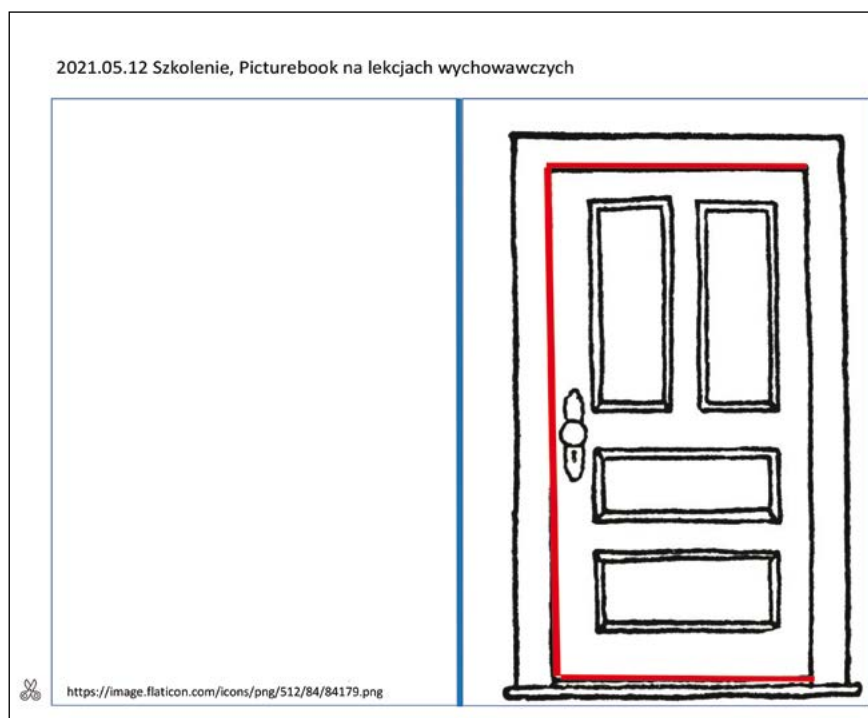 2021.05.12 Szkolenie, Picturebook na lekcjach wychowawczych
https://image.flaticon.com/icons/png/512/84/84179.png